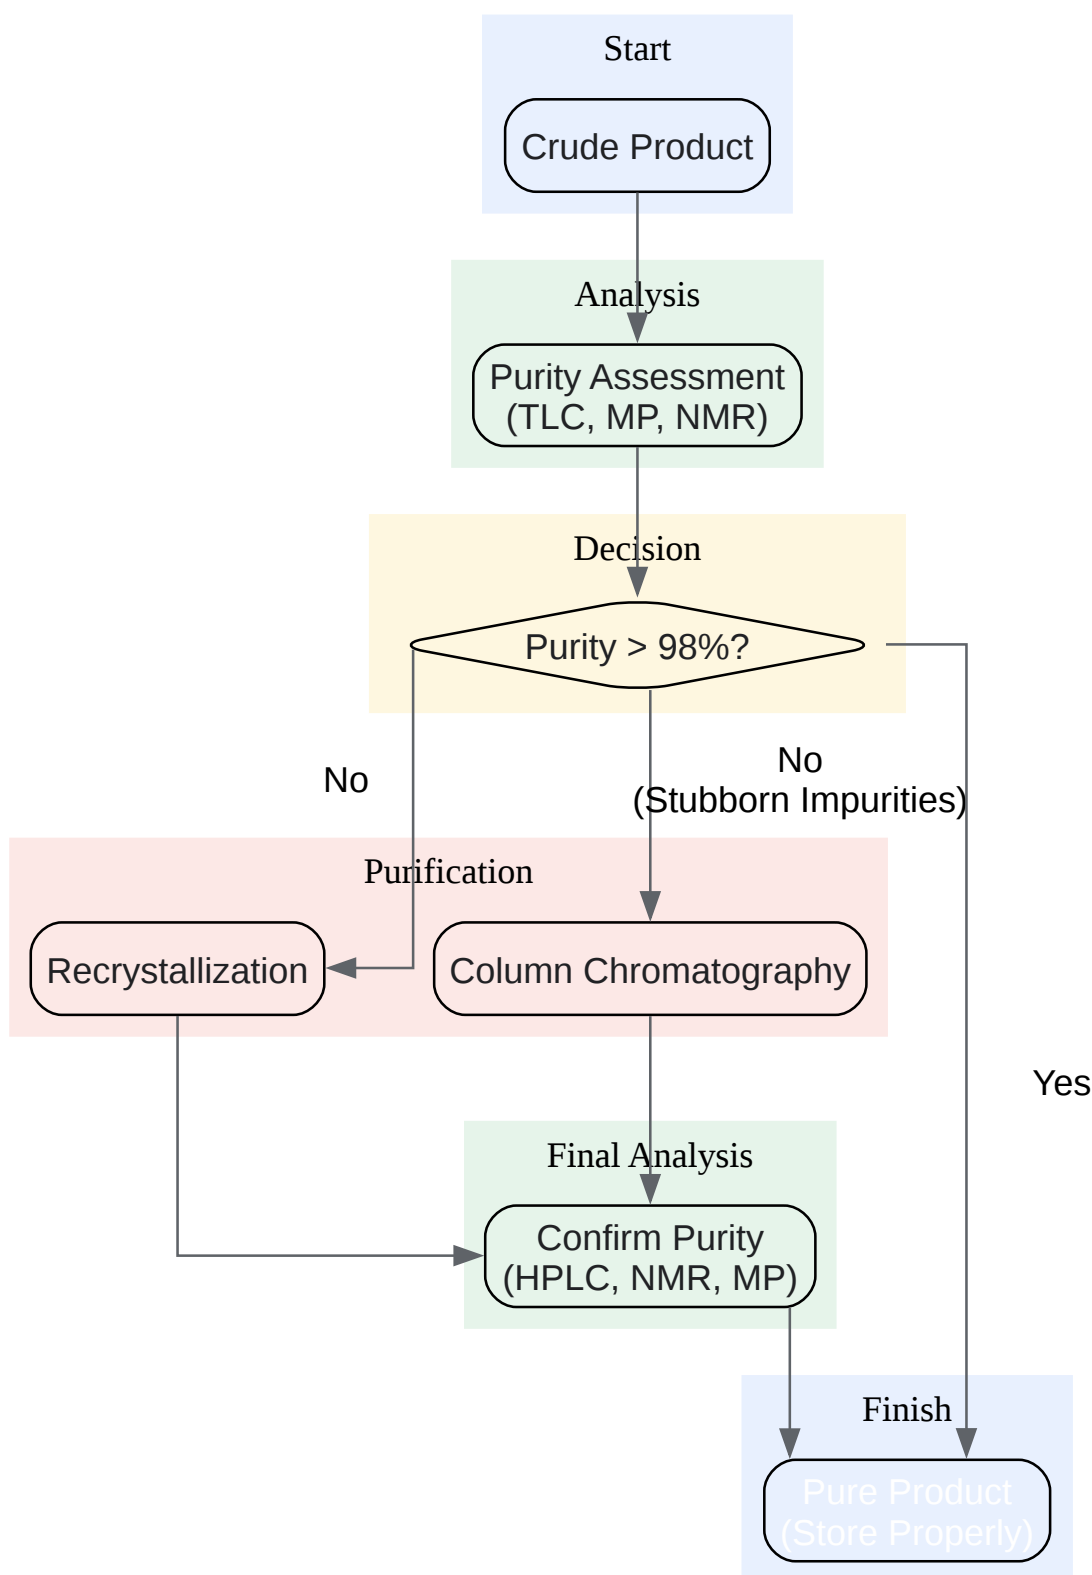 Start
Crude Product
Analysis
Purity Assessment
(TLC, MP, NMR)
Decision
Purity > 98%?
No
No
(Stubborn Impurities)
Purification
Recrystallization
Column Chromatography
Yes
Final Analysis
Confirm Purity
(HPLC, NMR, MP)
Finish
Pure Product
(Store Properly)